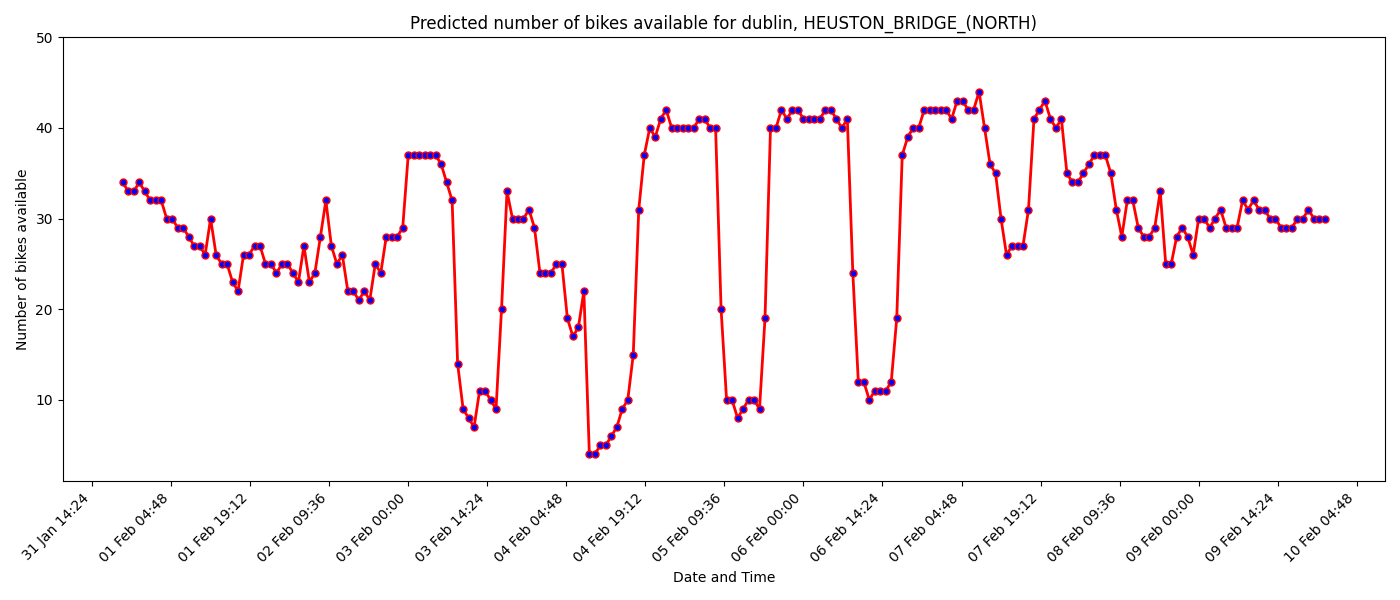 Predicted number of bikes available for dublin, HEUSTON_BRIDGE_(NORTH)
Number of bikes available
50
40
30
20
10
31 Jan 14:24
01 Feb 04:48
01 Feb 19:12
02 Feb 09:36
03 Feb 00:00
03 Feb 14:24
04 Feb 04:48
04 Feb 19:12
05 Feb 09:36
06 Feb 00:00
06 Feb 14:24
07 Feb 04:48
07 Feb 19:12
08 Feb 09:36
09 Feb 00:00
09 Feb 14:24
10 Feb 04:48
Date and Time